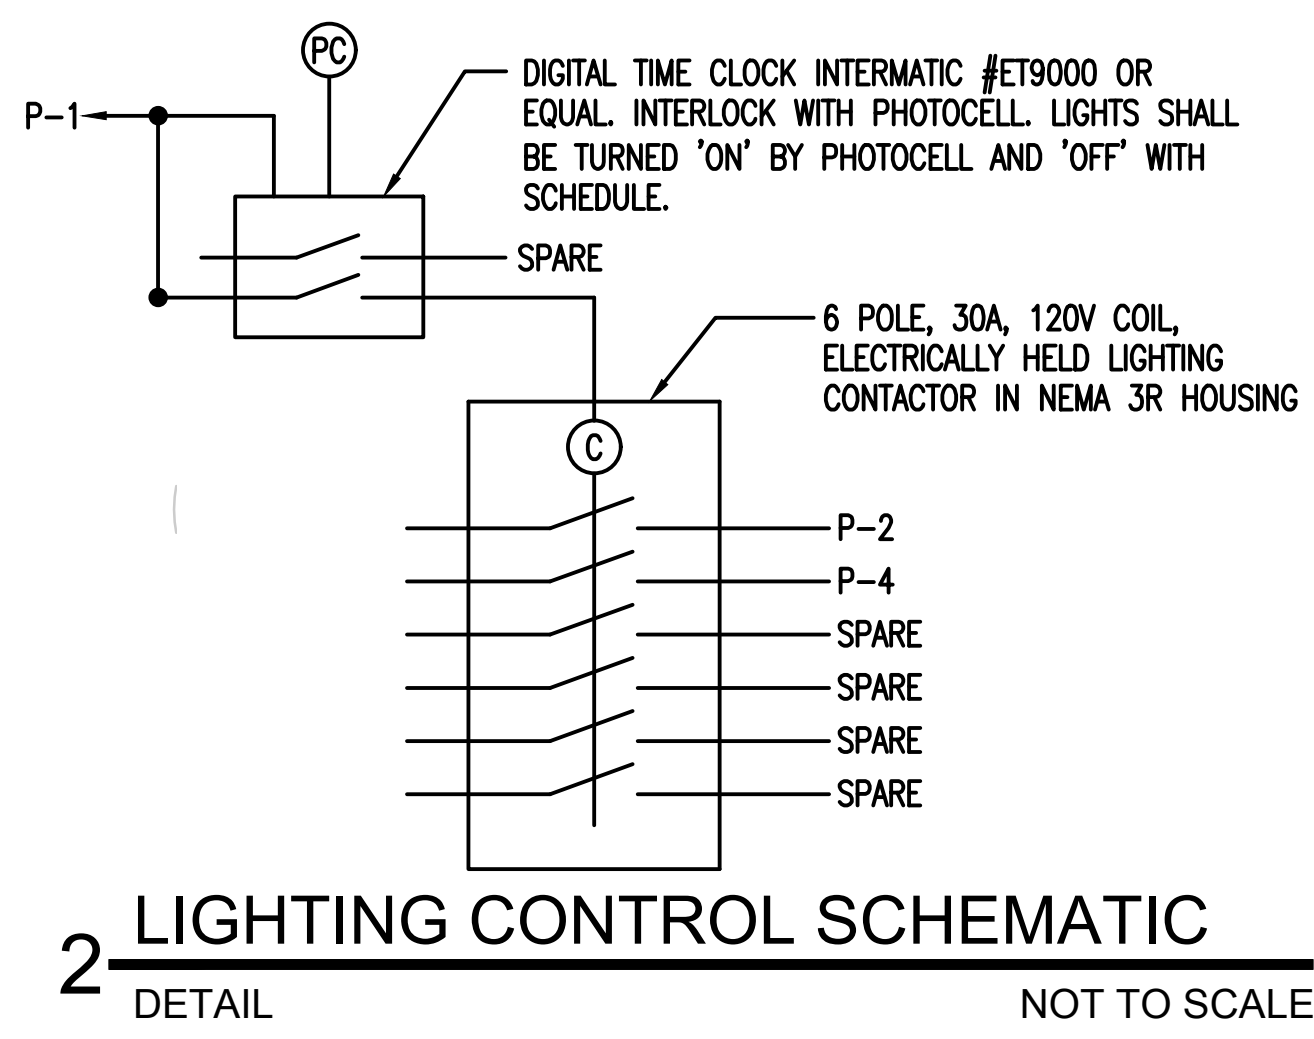 PC
DIGITAL TIME CLOCK INTERMATIC #ET9000 OR
P-1
EQUAL. INTERLOCK WITH PHOTOCELL. LIGHTS SHALL
BE TURNED 'ON' BY PHOTOCELL AND 'OFF' WITH
SCHEDULE.
SPARE
6 POLE, 30A, 120V COIL,
ELECTRICALLY HELD LIGHTING
CONTACTOR IN NEMA 3R HOUSING
C
P-2
P-4
SPARE
SPARE
SPARE
SPARE
2 LIGHTING CONTROL SCHEMATIC
DETAIL NOT TO SCALE